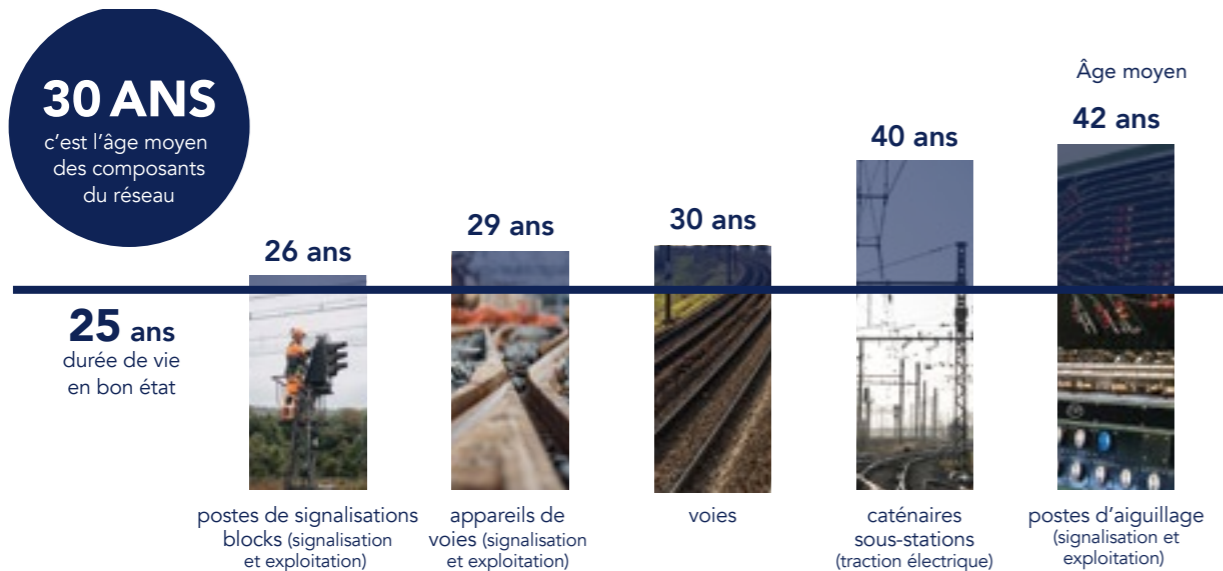 30 ANS
c'est l'âge moyen
des composants
du réseau
Âge moyen
26 ans
29 ans
30 ans
40 ans
42 ans
25 ans
durée de vie
en bon état
postes de signalisations
blocks (signalisation
et exploitation)
appareils de
voies (signalisation
et exploitation)
voies
caténaires
sous-stations
(traction électrique)
postes d'aiguillage
(signalisation et
exploitation)